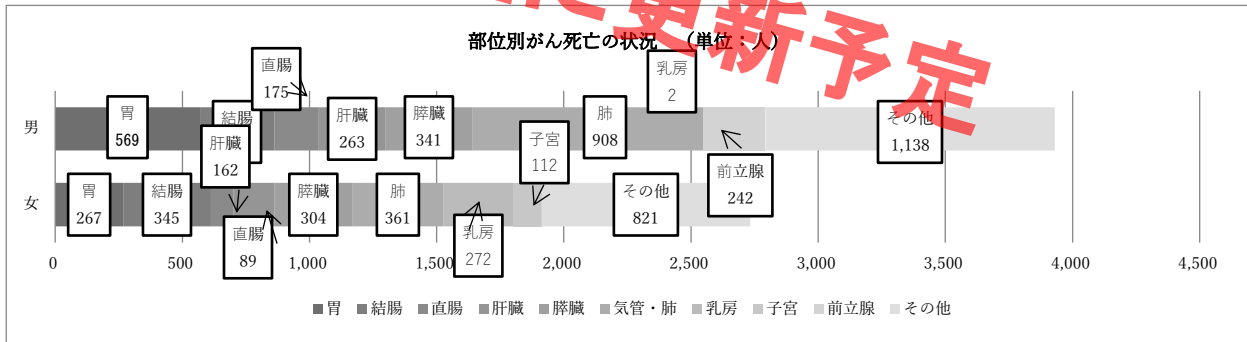 更新予定
部位別がん死亡の状況 （単位：人）
直腸
175
乳房
2
男
胃
569
結腸
肝臓
263
膵臓
341
肺
908
その他
1,138
肝臓
162
子宮
112
前立腺
242
女
胃
267
結腸
345
直腸
89
膵臓
304
肺
361
乳房
272
その他
821
0 500 1,000 1,500 2,000 2,500 3,000 3,500 4,000 4,500
胃 結腸 直腸 肝臓 膵臓 気管・肺 乳房 子宮 前立腺 その他